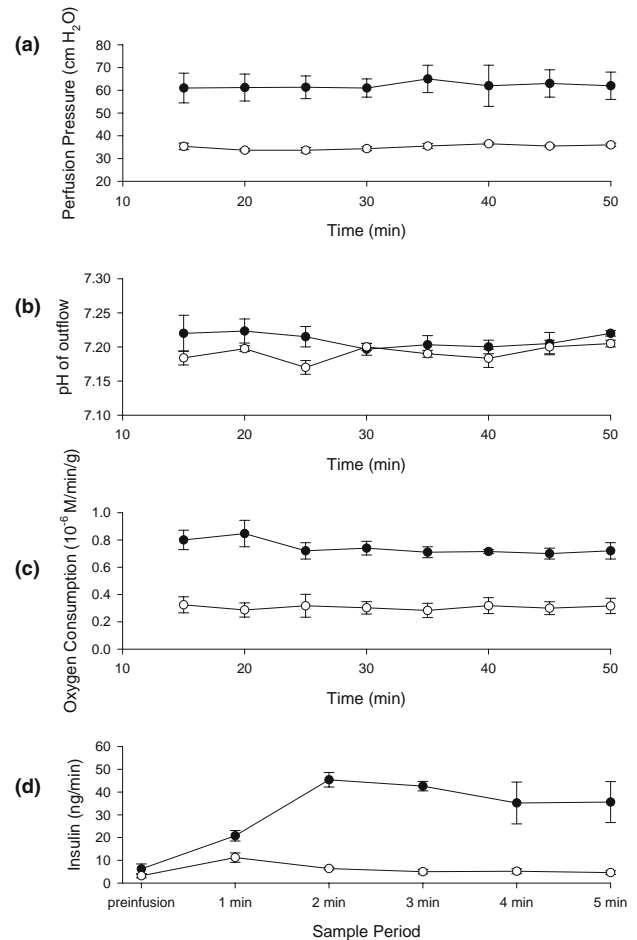 (a)
Perfusion Pressure (cm H₂O)
80
70
60
50
40
30
20
10 20 30 40 50
Time (min)
(b)
pH of outflow
7.30
7.25
7.20
7.15
7.10
10 20 30 40 50
Time (min)
(c)
Oxygen Consumption (10⁻⁶ M/min/g)
1.0
0.8
0.6
0.4
0.2
0.0
10 20 30 40 50
Time (min)
(d)
Insulin (ng/min)
60
50
40
30
20
10
0
preinfusion 1 min 2 min 3 min 4 min 5 min
Sample Period